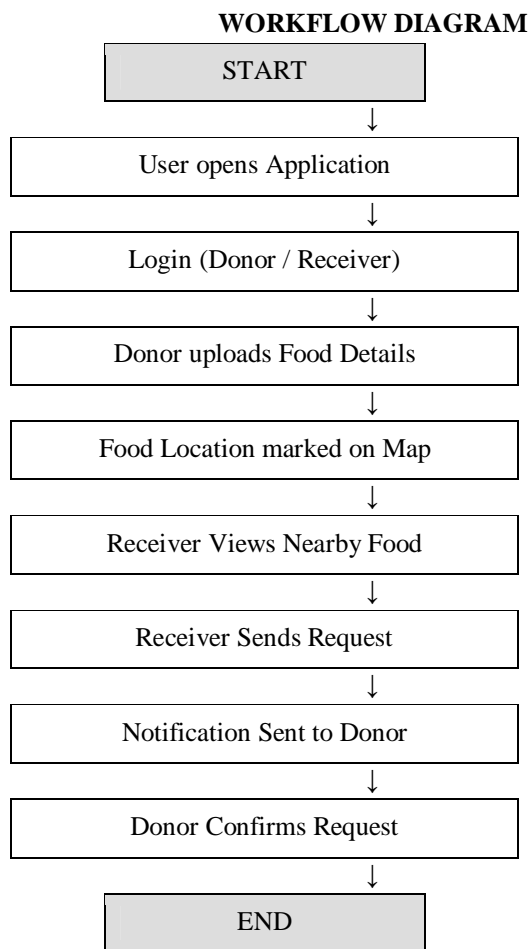 WORKFLOW DIAGRAM
START
↓
User opens Application
↓
Login (Donor / Receiver)
↓
Donor uploads Food Details
↓
Food Location marked on Map
↓
Receiver Views Nearby Food
↓
Receiver Sends Request
↓
Notification Sent to Donor
↓
Donor Confirms Request
↓
END